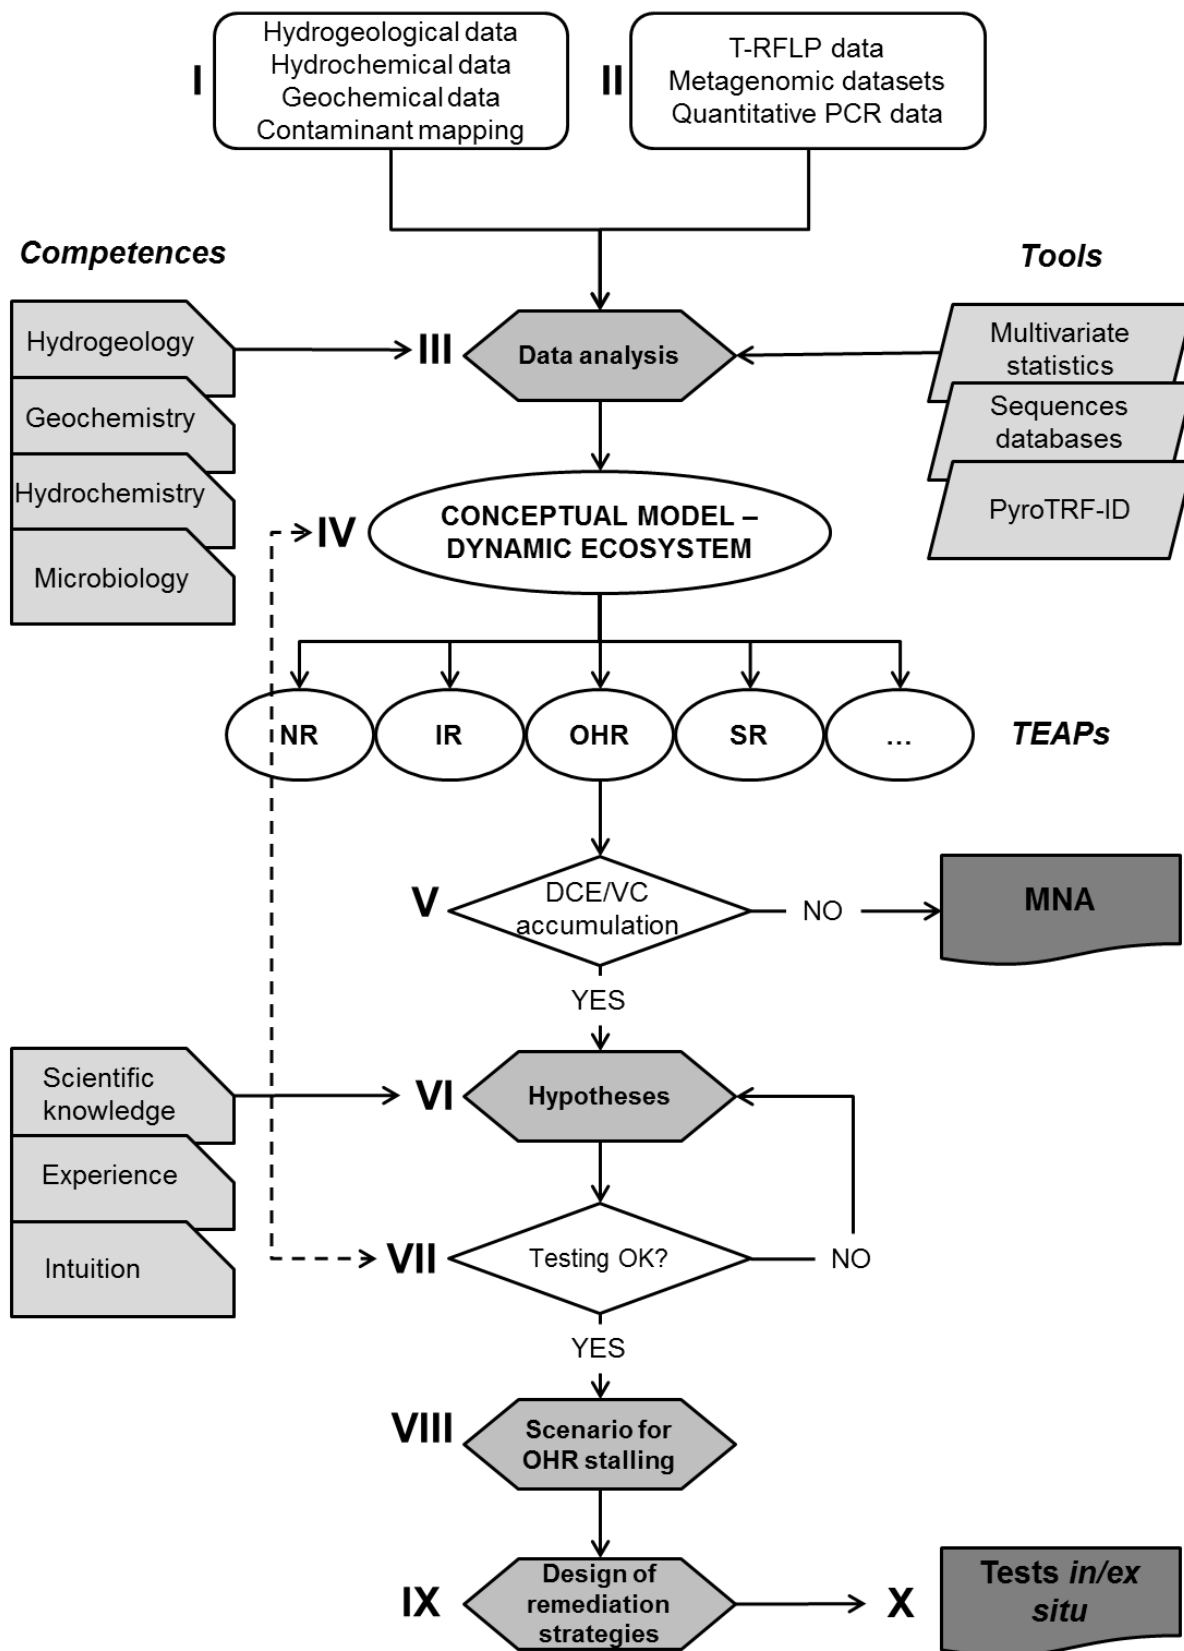 I
Hydrogeological data
Hydrochemical data
Geochemical data
Contaminant mapping
II
T-RFLP data
Metagenomic datasets
Quantitative PCR data
Competences
Tools
Hydrogeology
Geochemistry
Hydrochemistry
Microbiology
III
Data analysis
Multivariate
statistics
Sequences
databases
PyroTRF-ID
IV
CONCEPTUAL MODEL –
DYNAMIC ECOSYSTEM
NR
IR
OHR
SR
...
TEAPs
V
DCE/VC
accumulation
NO
MNA
YES
Scientific
knowledge
Experience
Intuition
VI
Hypotheses
VII
Testing OK?
NO
YES
VIII
Scenario for
OHR stalling
IX
Design of
remediation
strategies
X
Tests in/ex
situ